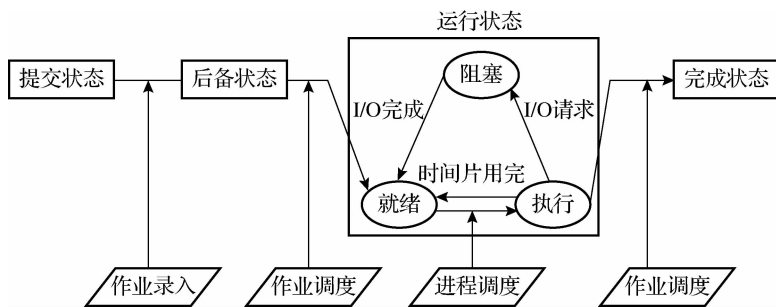 运行状态
提交状态
后备状态
阻塞
完成状态
I/O完成
I/O请求
时间片用完
就绪
执行
作业录入
作业调度
进程调度
作业调度